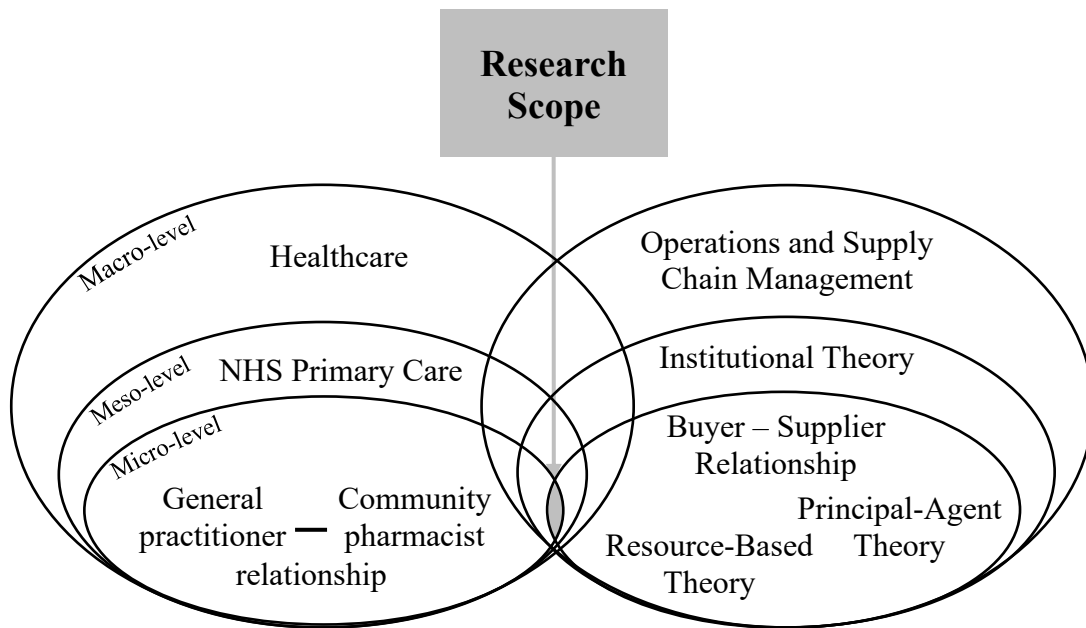 Research
Scope
Macro-level
Healthcare
Operations and Supply
Chain Management
Meso-level
NHS Primary Care
Institutional Theory
Micro-level
General
practitioner
Community
pharmacist
relationship
Buyer – Supplier
Relationship
Principal-Agent
Theory
Resource-Based
Theory